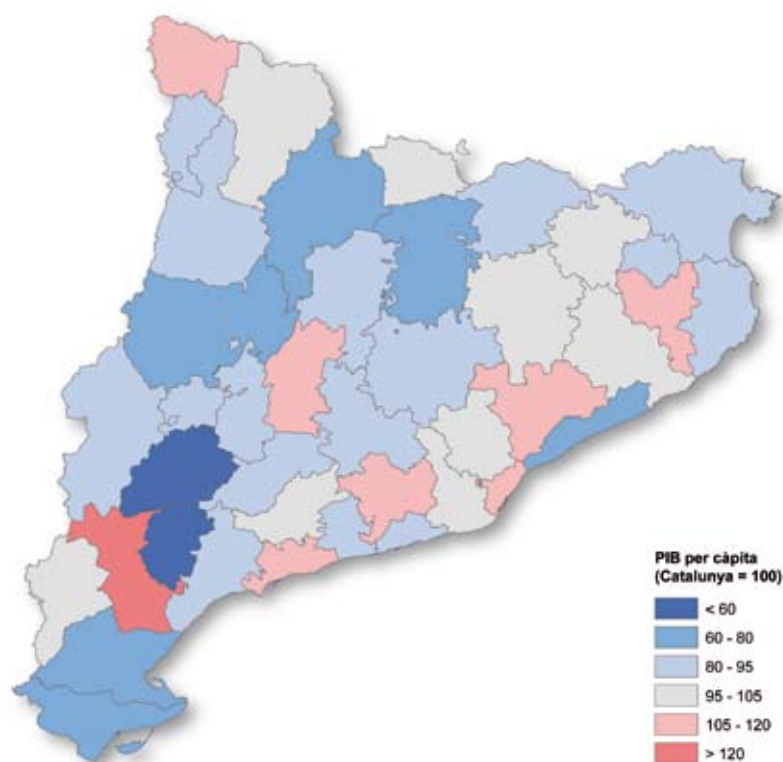 PIB per càpita
(Catalunya = 100)
< 60
60 - 80
80 - 95
95 - 105
105 - 120
> 120